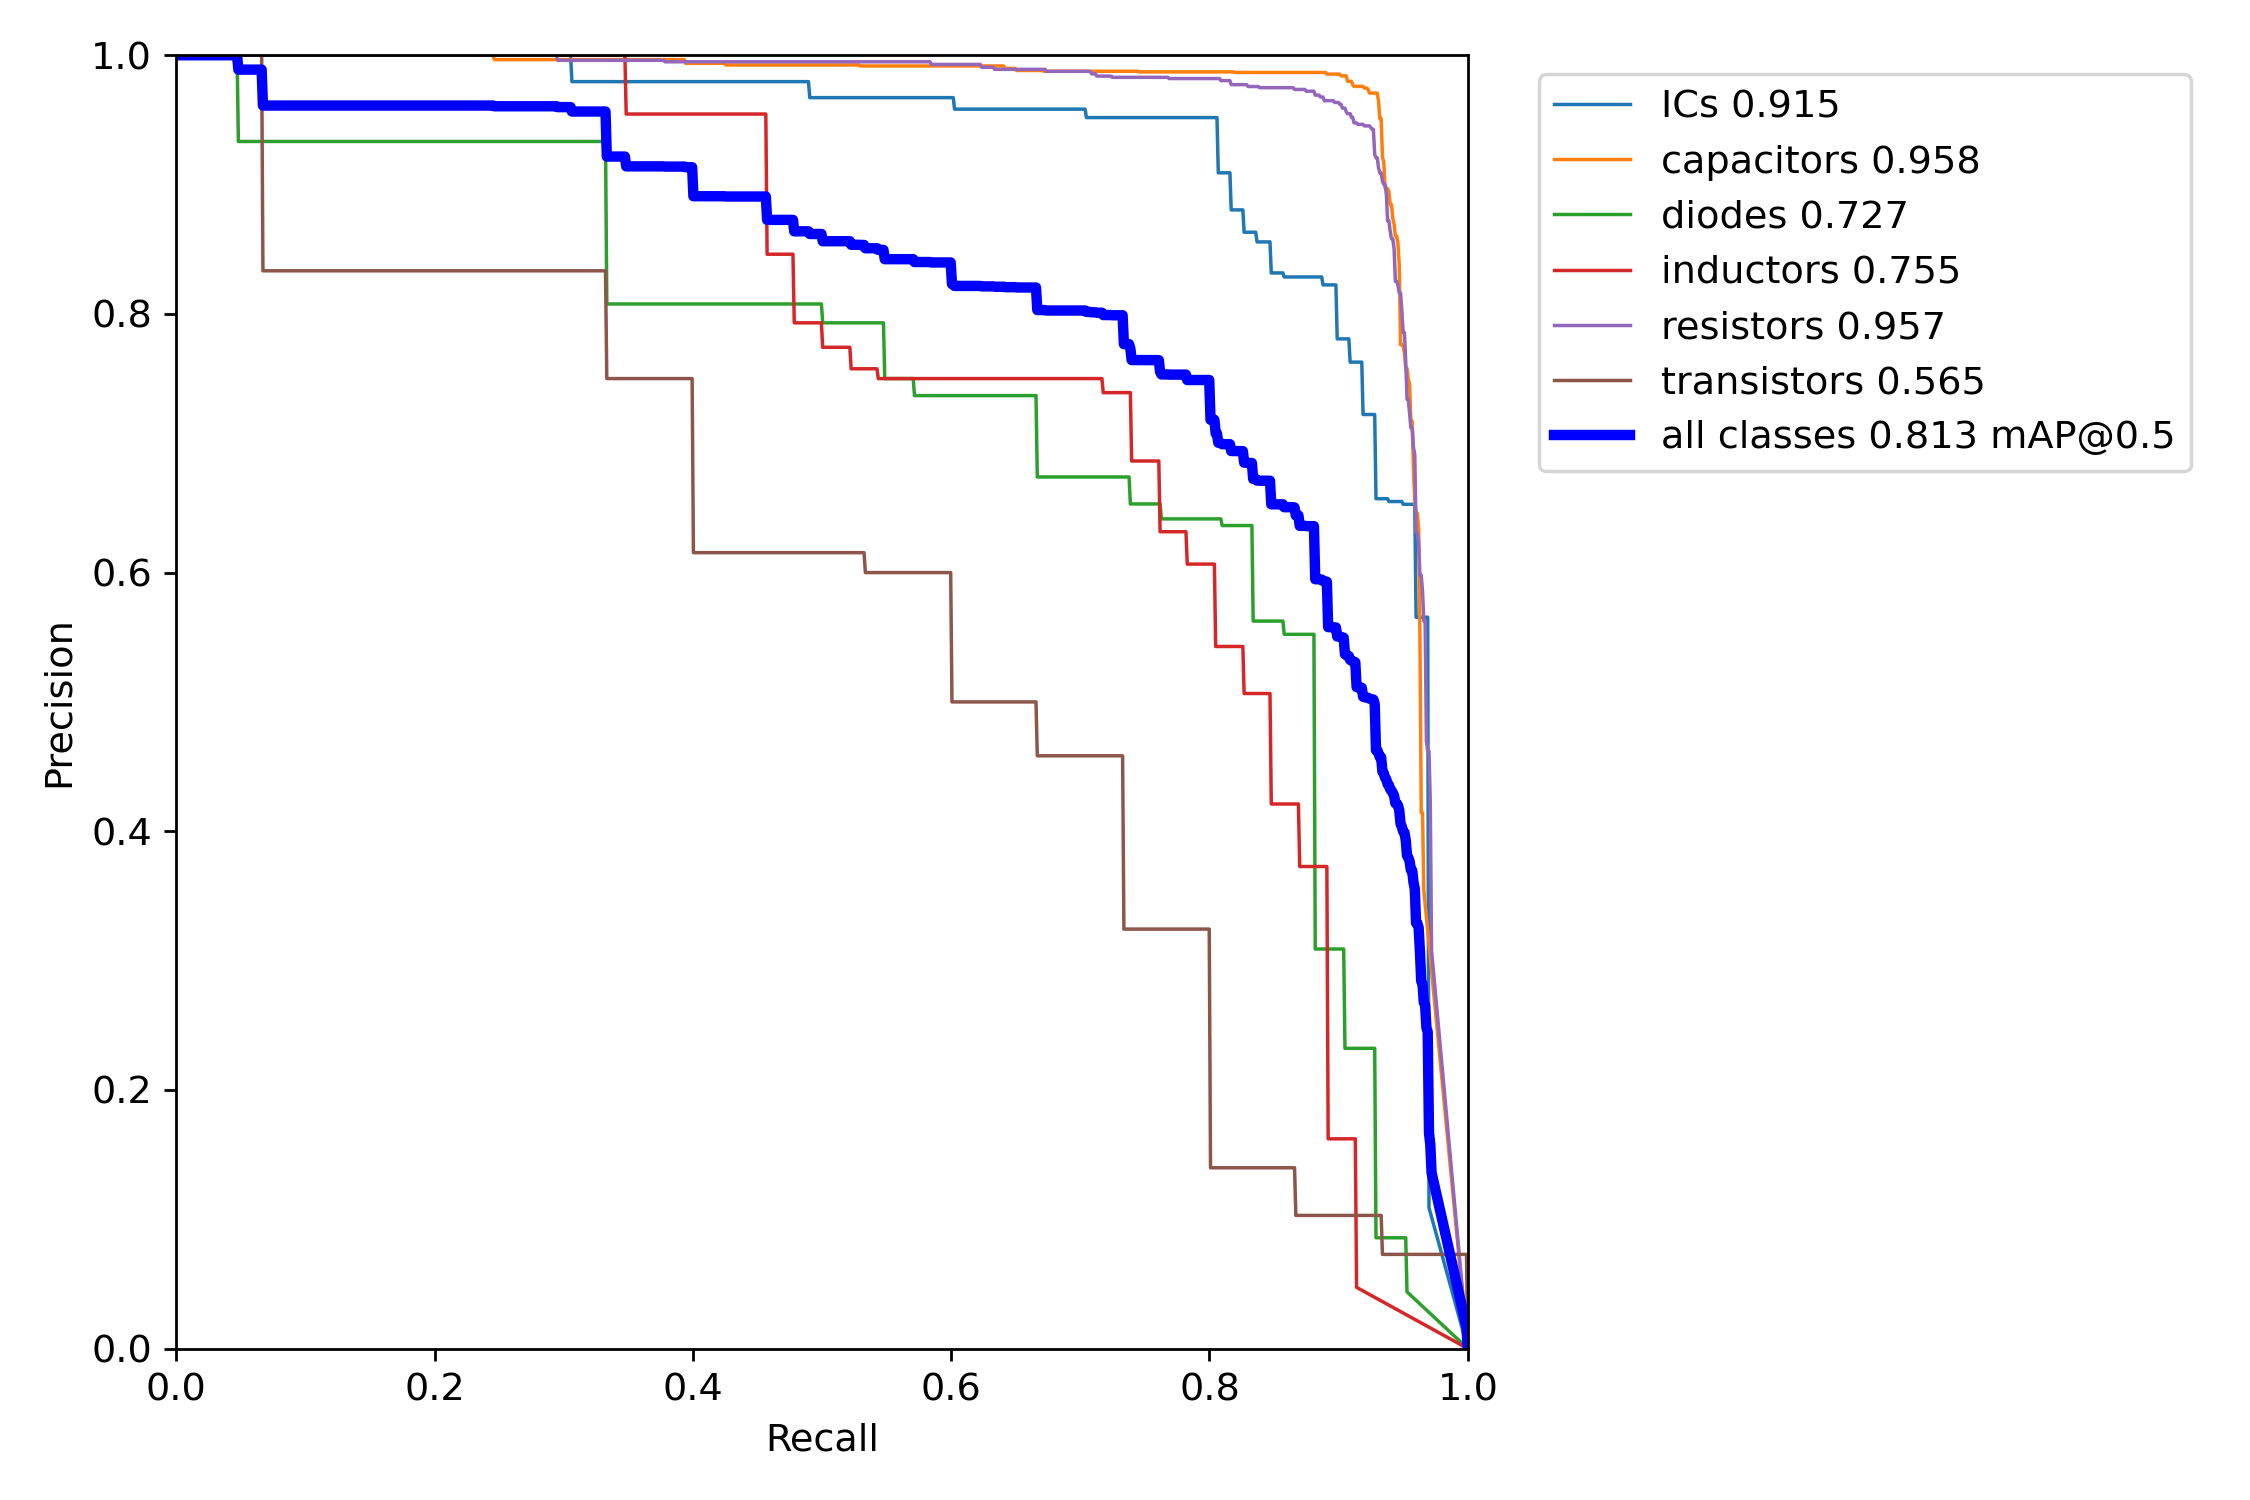 1.0
0.8
0.6
0.4
0.2
0.0
Precision
0.0 0.2 0.4 0.6 0.8 1.0
Recall
ICs 0.915
capacitors 0.958
diodes 0.727
inductors 0.755
resistors 0.957
transistors 0.565
all classes 0.813 mAP@0.5